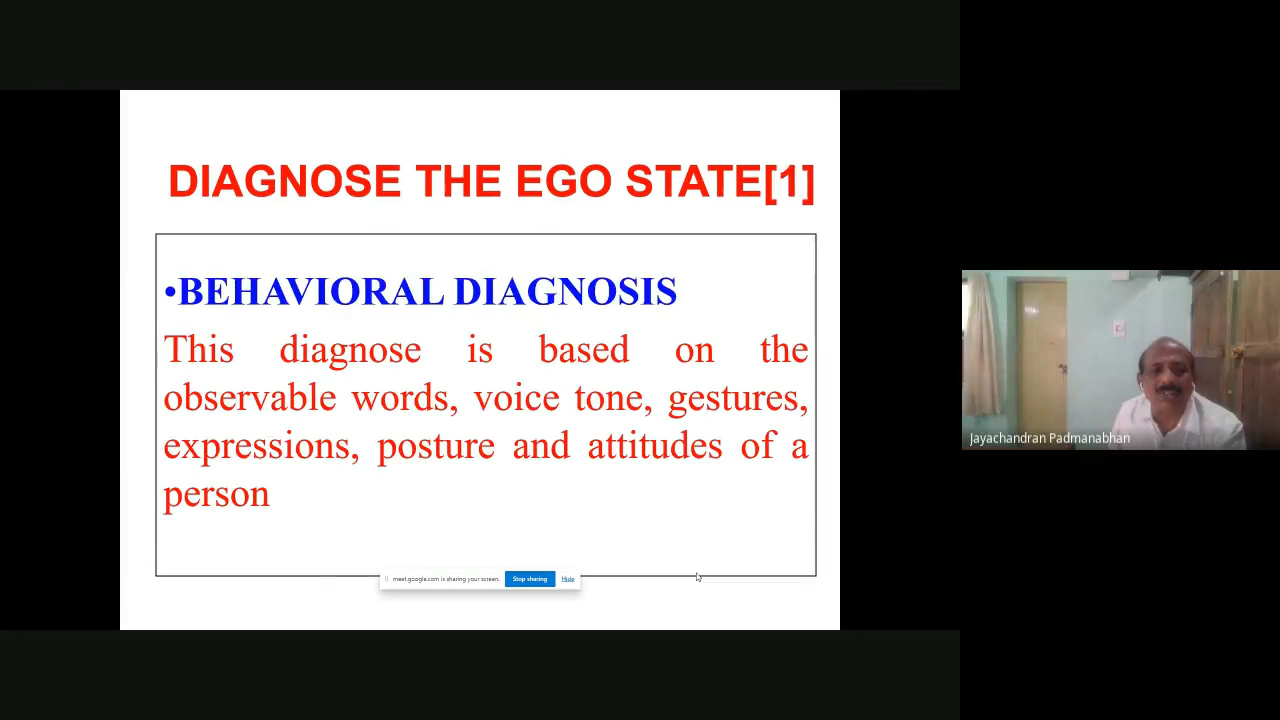 DIAGNOSE THE EGO STATE[1]
•BEHAVIORAL DIAGNOSIS
This diagnose is based on the
observable words, voice tone, gestures,
expressions, posture and attitudes of a
person
meet.google.com is sharing your screen. Stop sharing Hide
Jayachandran Padmanabhan